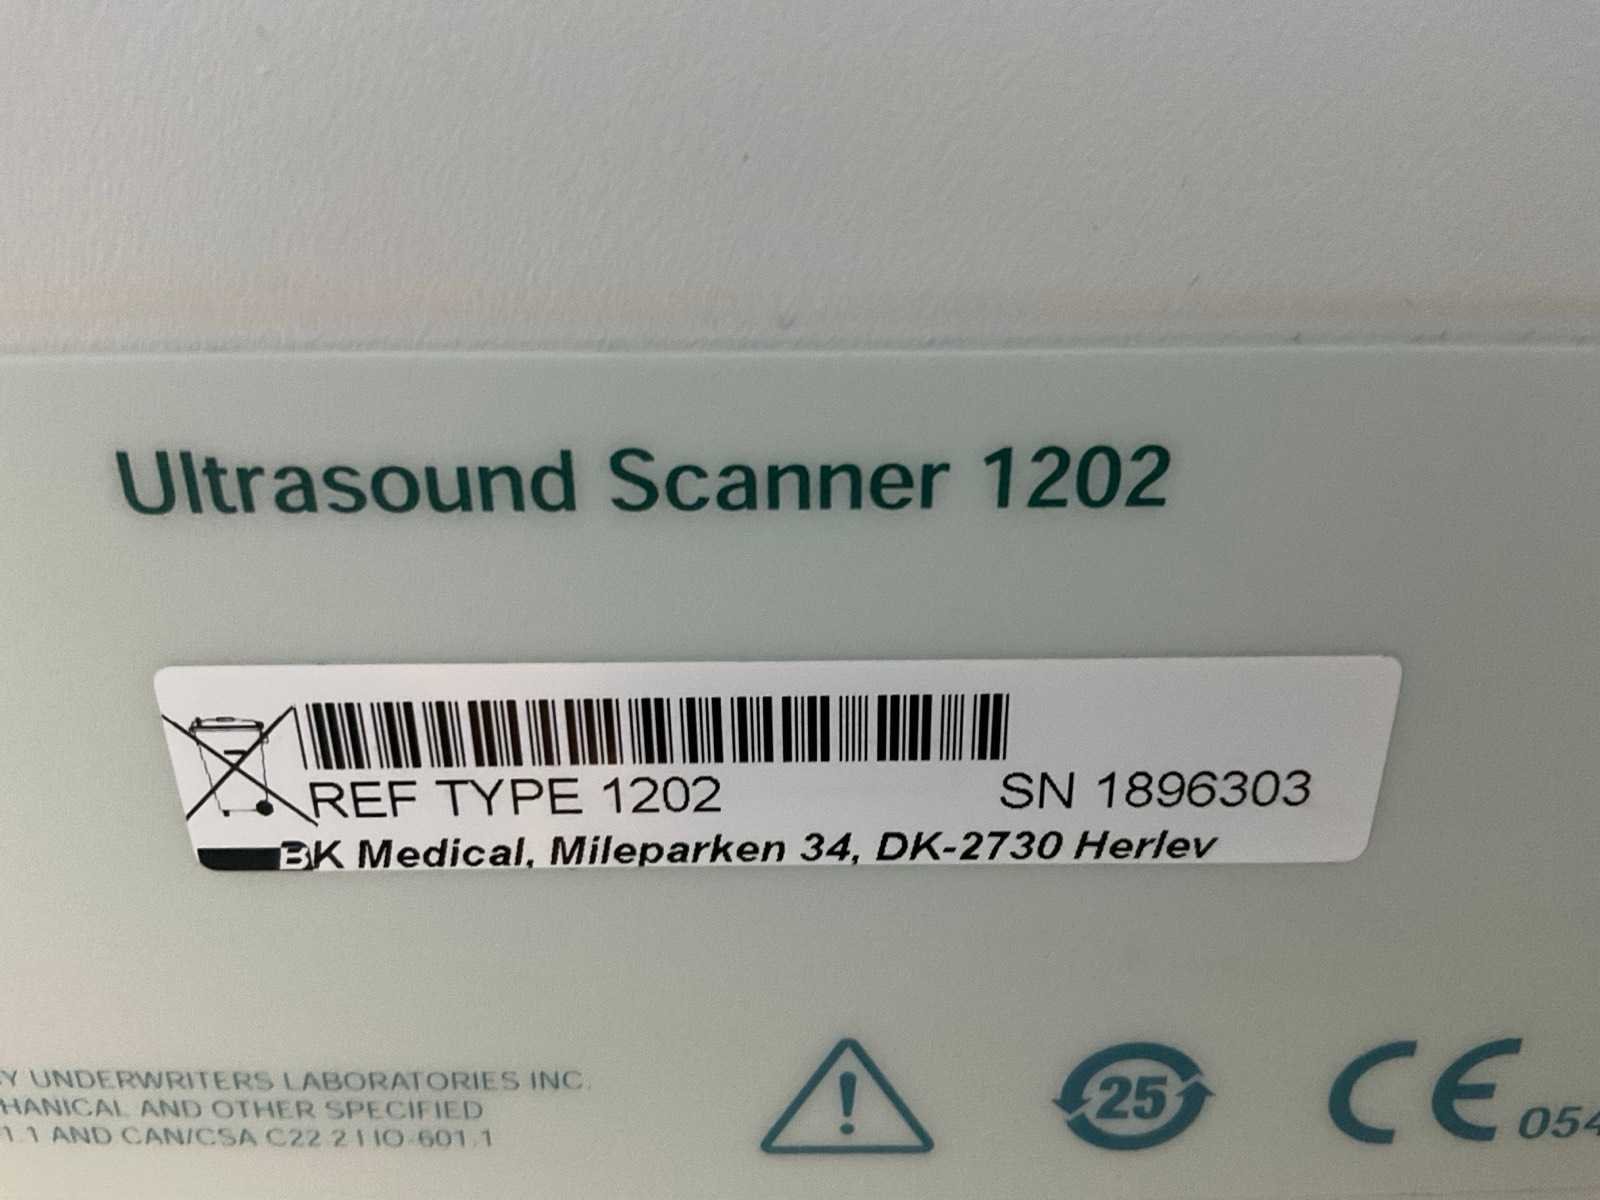 Ultrasound Scanner 1202
REF TYPE 1202 SN 1896303
BK Medical, Mileparken 34, DK-2730 Herlev
Y UNDERWRITERS LABORATORIES INC.
HANICAL AND OTHER SPECIFIED
1.1 AND CAN/CSA C22 2 601.1
25
CE 054